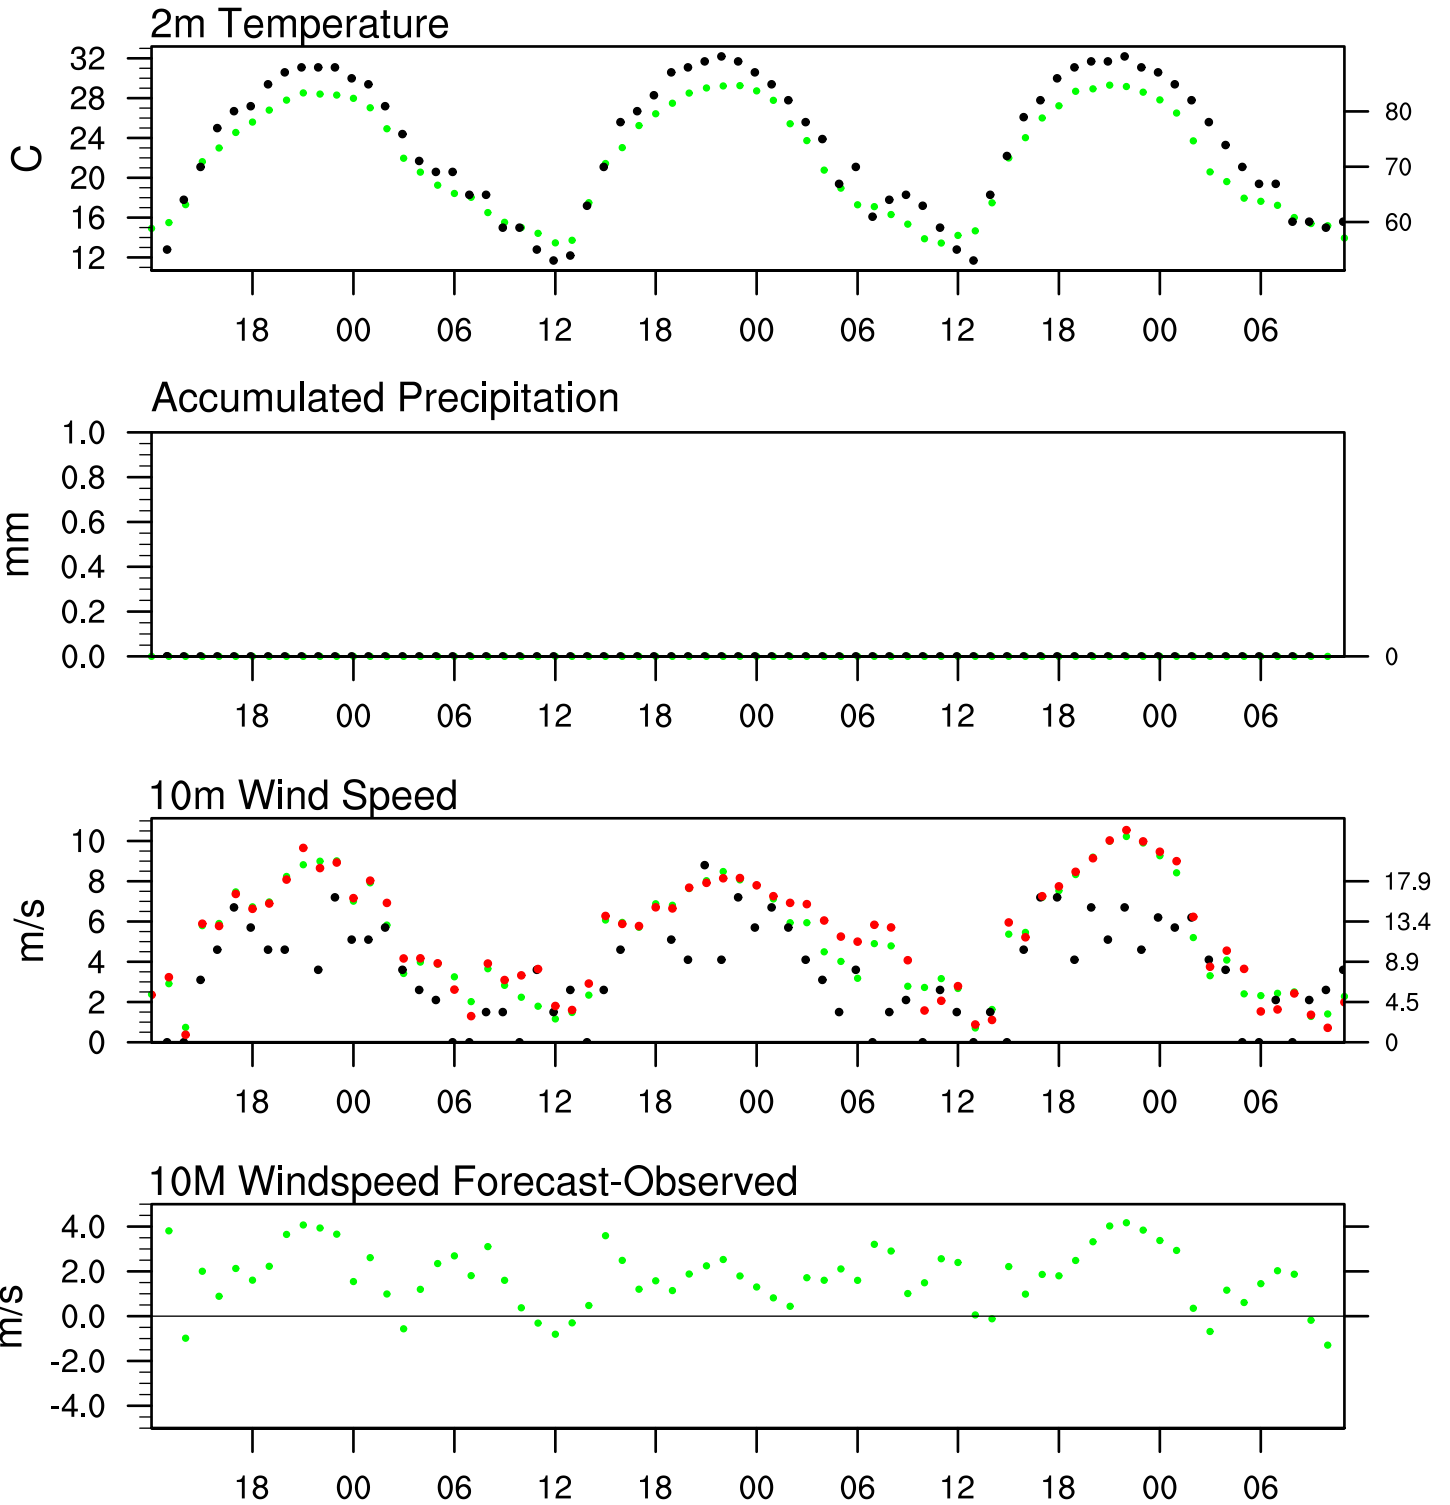 2m Temperature
32
28
24
20
16
12
C
80
70
60
18 00 06 12 18 00 06 12 18 00 06
Accumulated Precipitation
1.0
0.8
0.6
0.4
0.2
0.0
mm
0
18 00 06 12 18 00 06 12 18 00 06
10m Wind Speed
10
8
6
4
2
0
m/s
17.9
13.4
8.9
4.5
0
18 00 06 12 18 00 06 12 18 00 06
10M Windspeed Forecast-Observed
4.0
2.0
0.0
-2.0
-4.0
m/s
18 00 06 12 18 00 06 12 18 00 06